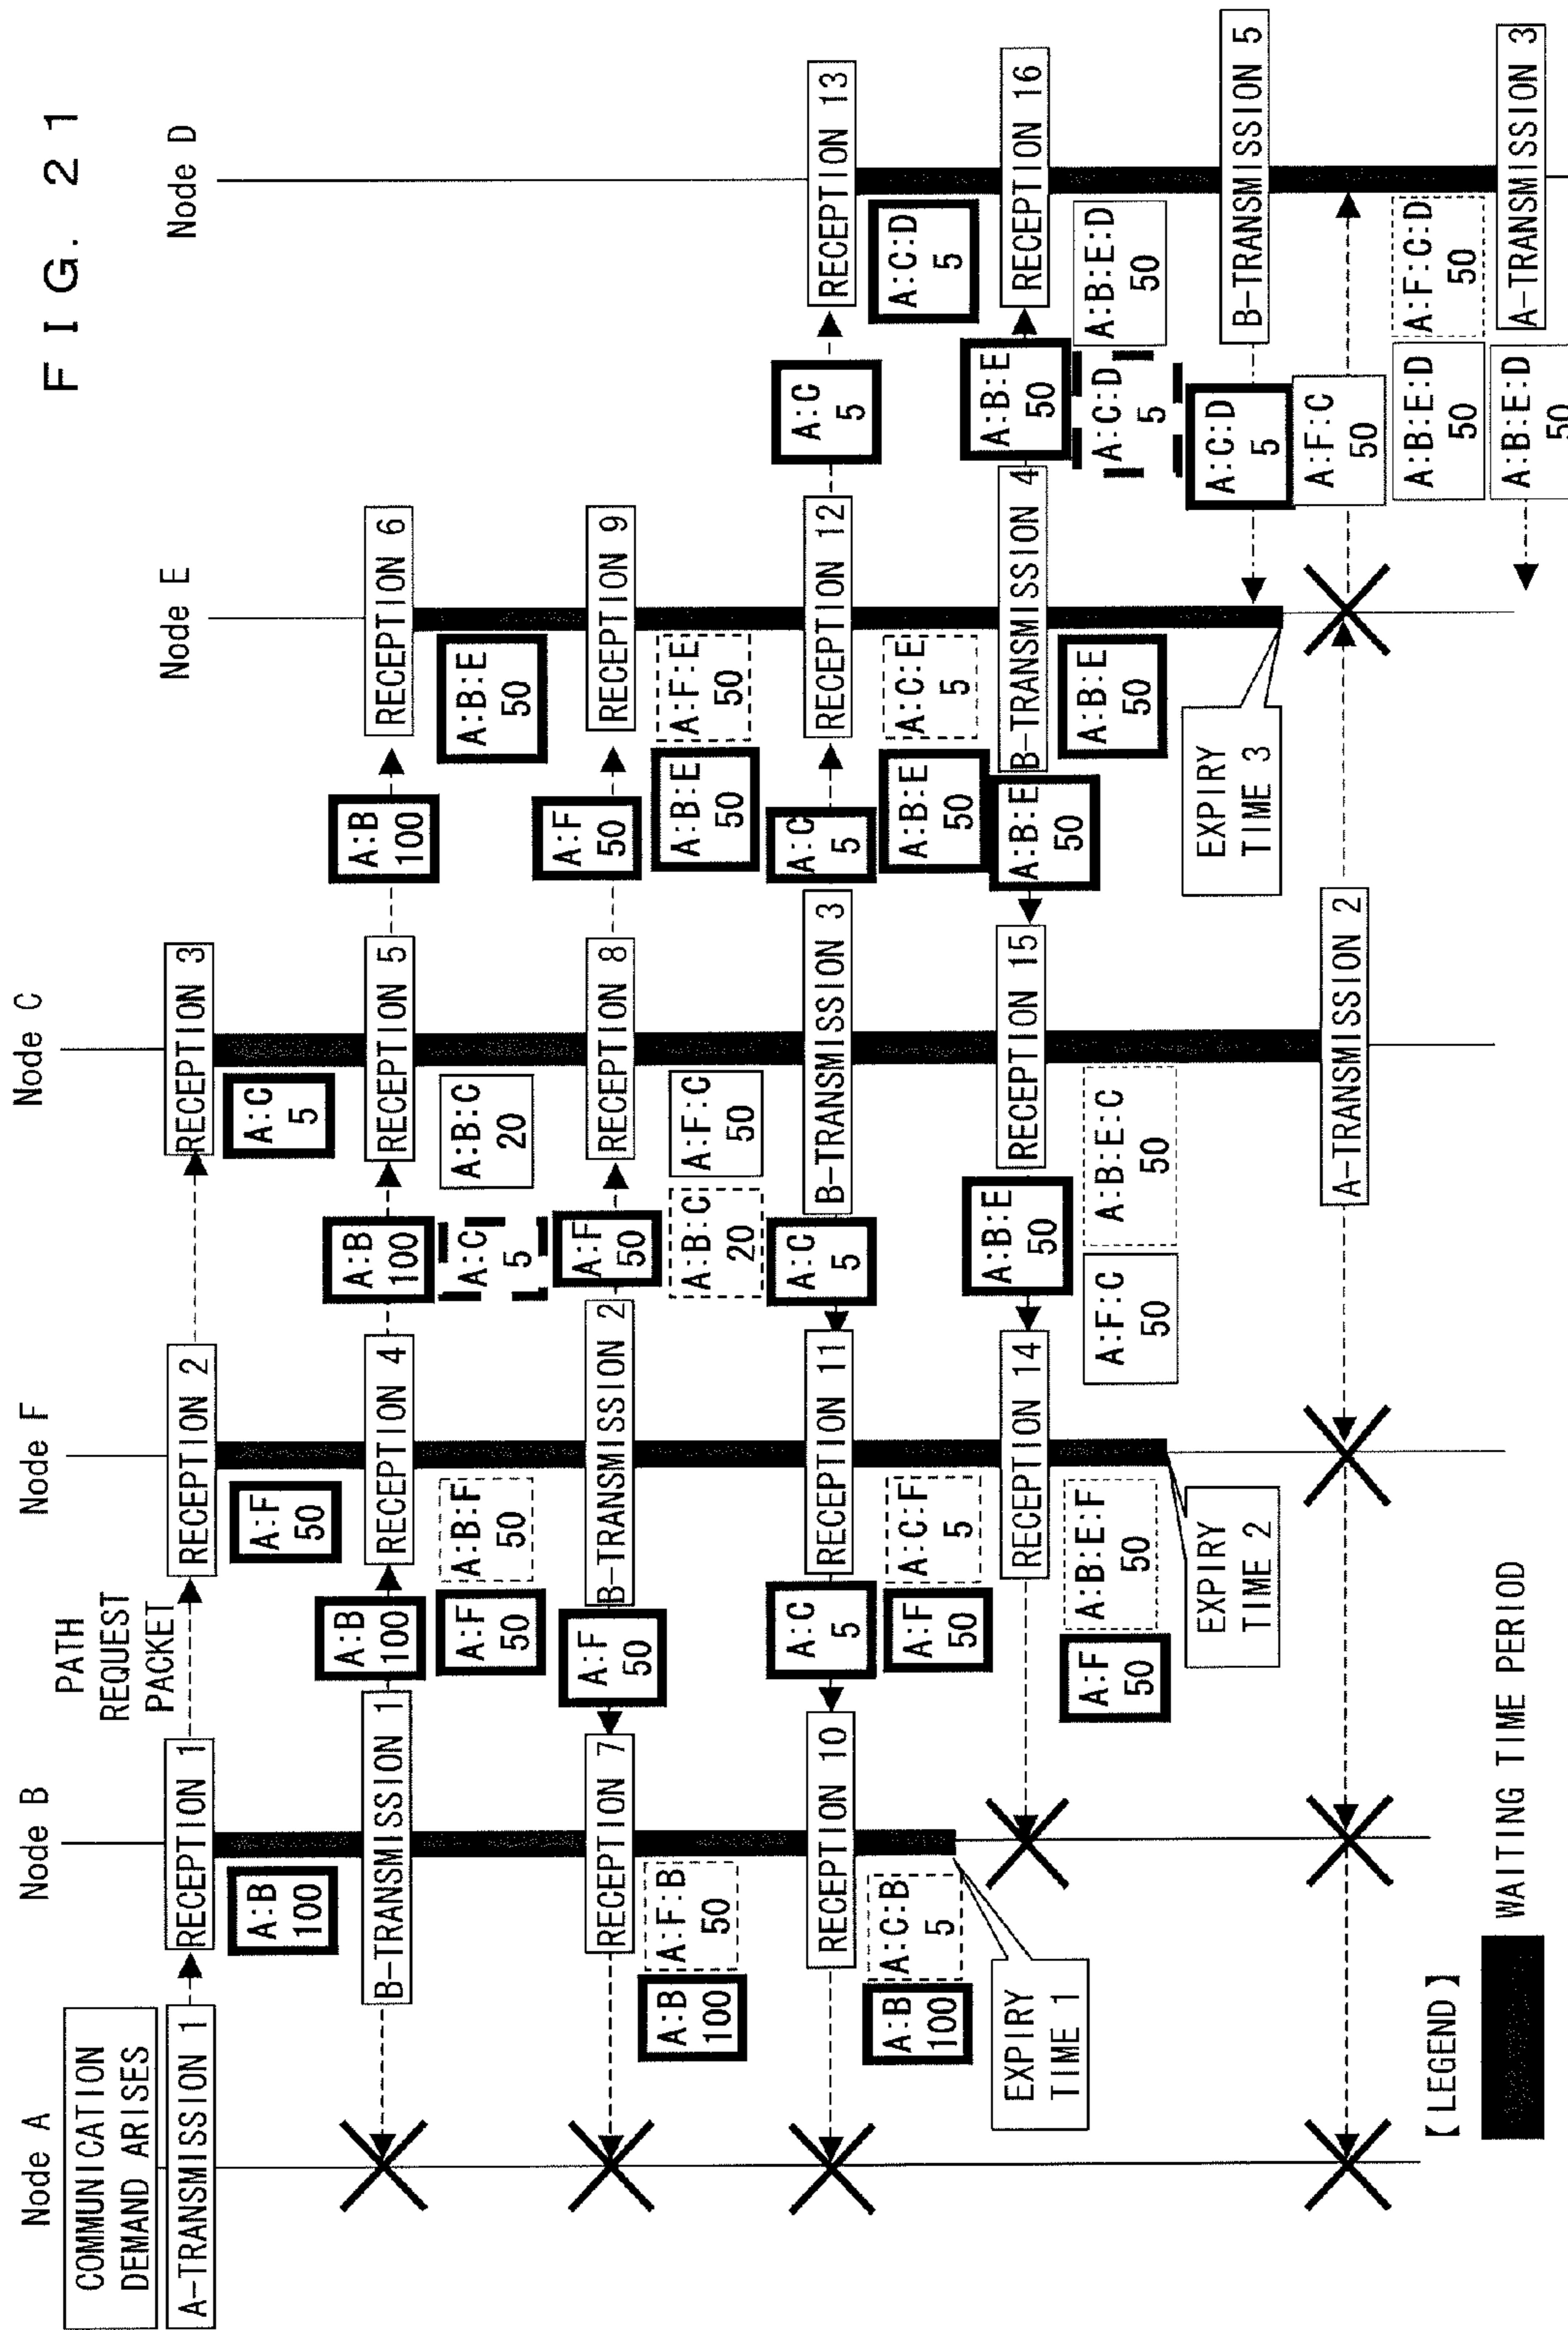 F I G. 2 1
Node A
Node B
Node F
Node C
Node E
Node D
COMMUNICATION
DEMAND ARISES
PATH
REQUEST
PACKET
A-TRANSMISSION 1
RECEPTION 1
RECEPTION 2
RECEPTION 3
A:B
100
A:F
50
A:C
5
B-TRANSMISSION 1
A:B
100
RECEPTION 4
A:B
100
RECEPTION 5
A:B
100
RECEPTION 6
A:F
50
A:B:F
50
A:C
5
A:B:C
20
A:B:E
50
RECEPTION 7
A:F
50
B-TRANSMISSION 2
A:F
50
RECEPTION 8
A:F
50
RECEPTION 9
A:B
100
A:F:B
50
A:B:C
20
A:F:C
50
A:B:E
50
A:F:E
50
RECEPTION 10
A:C
5
RECEPTION 11
A:C
5
B-TRANSMISSION 3
A:C
5
RECEPTION 12
A:C
5
RECEPTION 13
A:B
100
A:C:B
5
A:F
50
A:C:F
5
A:B:E
50
A:C:E
5
A:C:D
5
EXPIRY
TIME 1
RECEPTION 14
A:B:E
50
RECEPTION 15
A:B:E
50
B-TRANSMISSION 4
A:B:E
50
RECEPTION 16
A:F
50
A:B:E:F
50
A:F:C
50
A:B:E:C
50
A:B:E
50
A:C:D
5
A:B:E:D
50
EXPIRY
TIME 2
EXPIRY
TIME 3
A:C:D
5
B-TRANSMISSION 5
A-TRANSMISSION 2
A:F:C
50
A:B:E:D
50
A:F:C:D
50
A:B:E:D
50
A-TRANSMISSION 3
【LEGEND】
WAITING TIME PERIOD